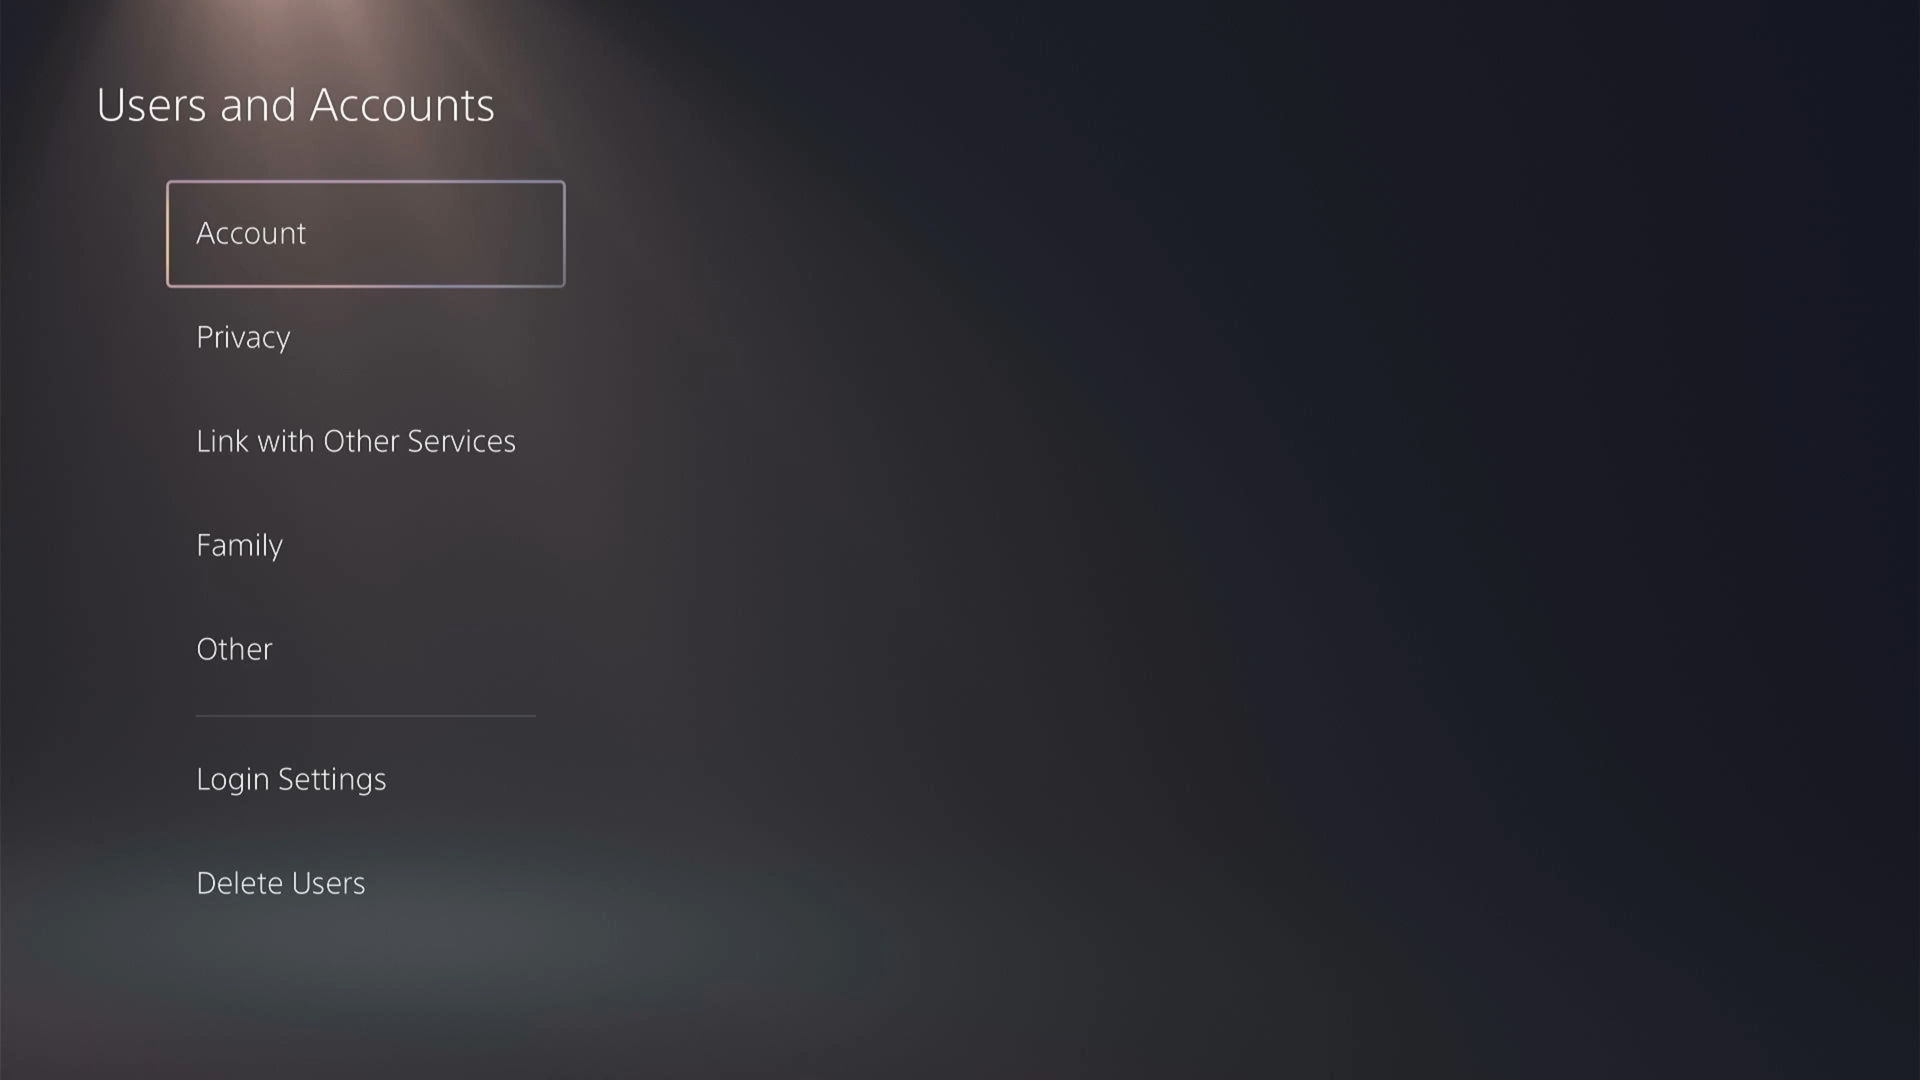 Users and Accounts
Account
Privacy
Link with Other Services
Family
Other
Login Settings
Delete Users